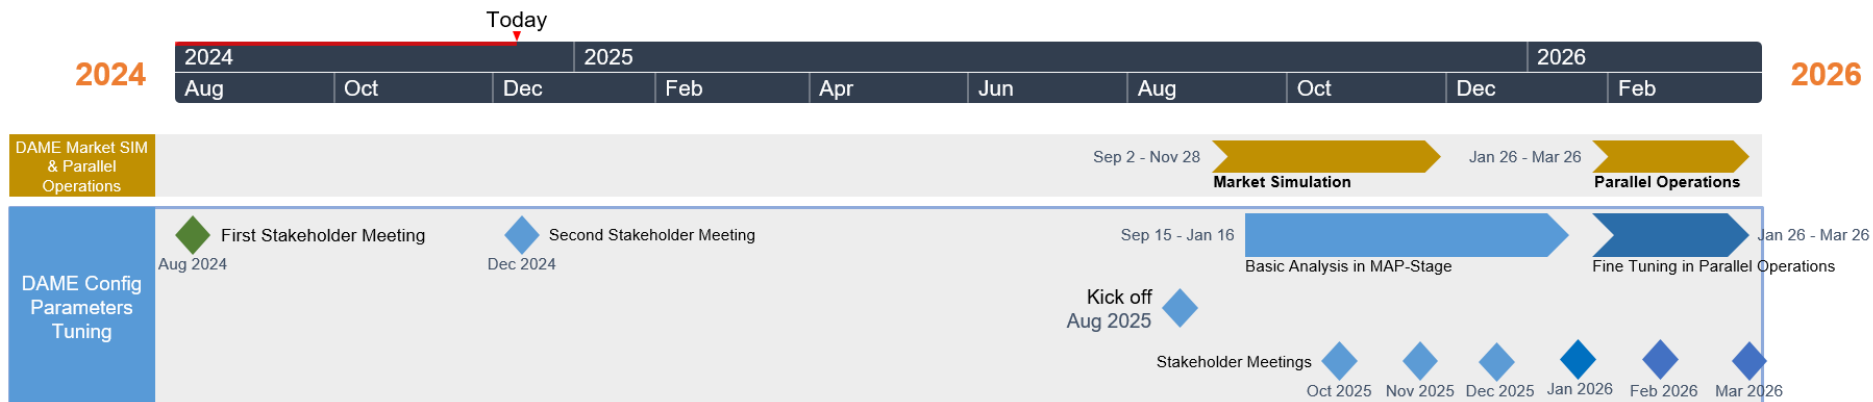 Today
2024
2024
2025
2026
2026
Aug
Oct
Dec
Feb
Apr
Jun
Aug
Oct
Dec
Feb
DAME Market SIM
& Parallel
Operations
Sep 2 - Nov 28
Market Simulation
Jan 26 - Mar 26
Parallel Operations
DAME Config
Parameters
Tuning
First Stakeholder Meeting
Aug 2024
Second Stakeholder Meeting
Dec 2024
Sep 15 - Jan 16
Basic Analysis in MAP-Stage
Jan 26 - Mar 26
Fine Tuning in Parallel Operations
Kick off
Aug 2025
Stakeholder Meetings
Oct 2025
Nov 2025
Dec 2025
Jan 2026
Feb 2026
Mar 2026